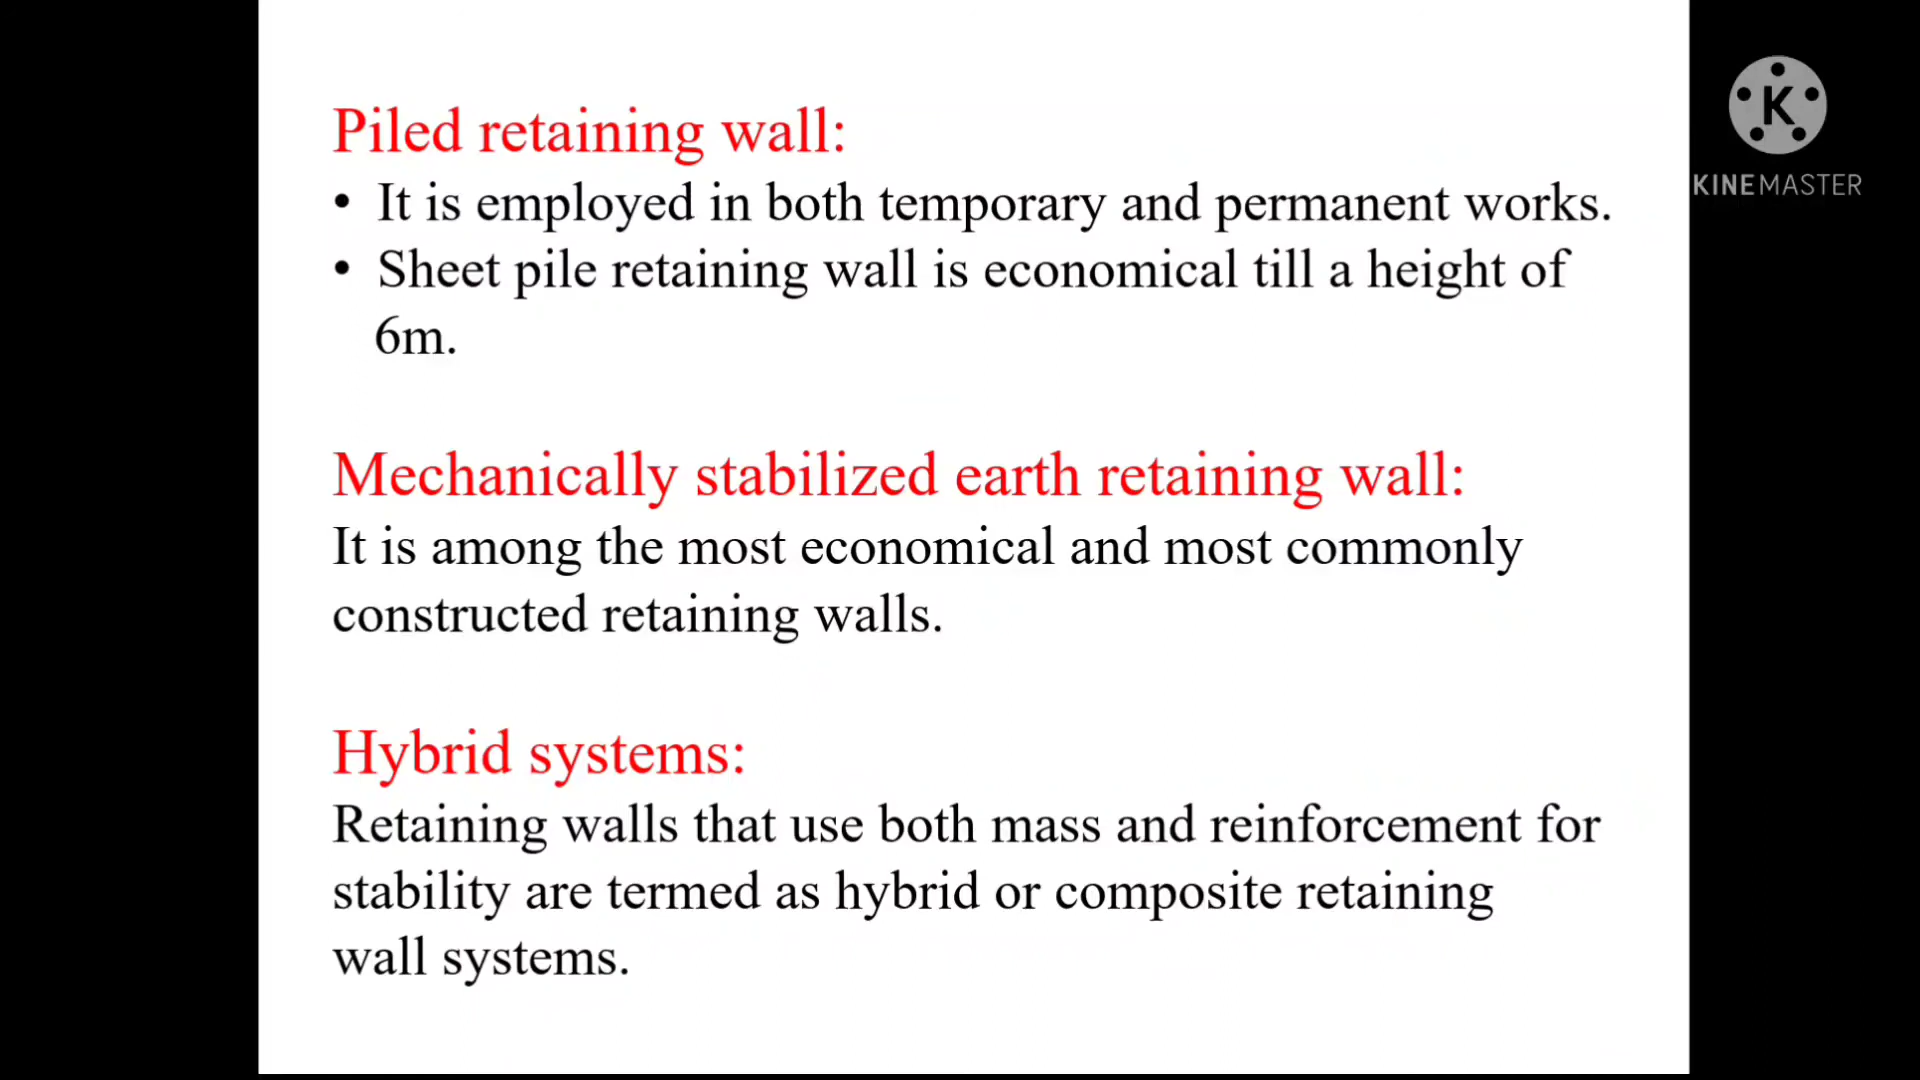 Piled retaining wall:
• It is employed in both temporary and permanent works.
• Sheet pile retaining wall is economical till a height of
6m.
Mechanically stabilized earth retaining wall:
It is among the most economical and most commonly
constructed retaining walls.
Hybrid systems:
Retaining walls that use both mass and reinforcement for
stability are termed as hybrid or composite retaining
wall systems.
K
KINEMASTER